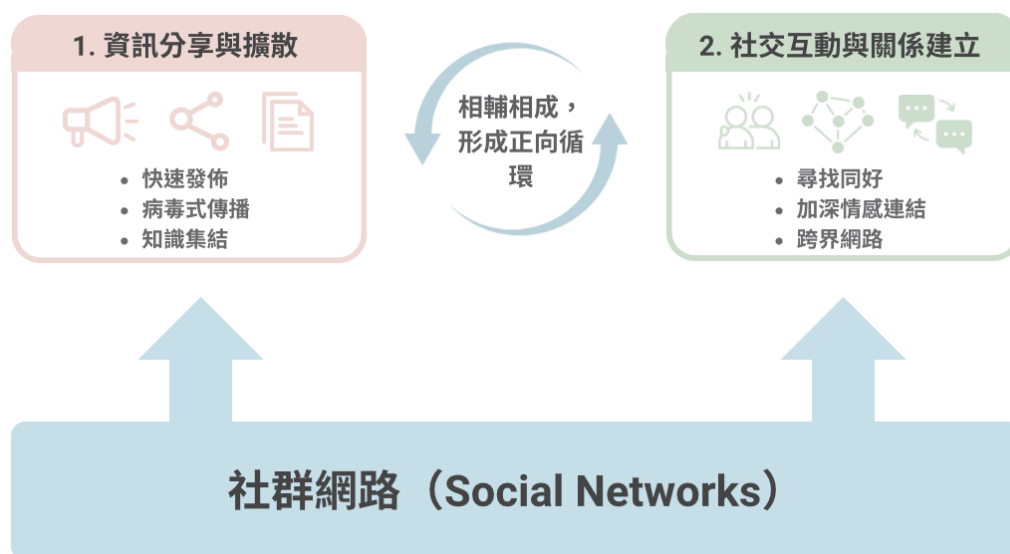 1. 資訊分享與擴散
• 快速發佈
• 病毒式傳播
• 知識集結
相輔相成，
形成正向循
環
2. 社交互動與關係建立
• 尋找同好
• 加深情感連結
• 跨界網路
社群網路（Social Networks）